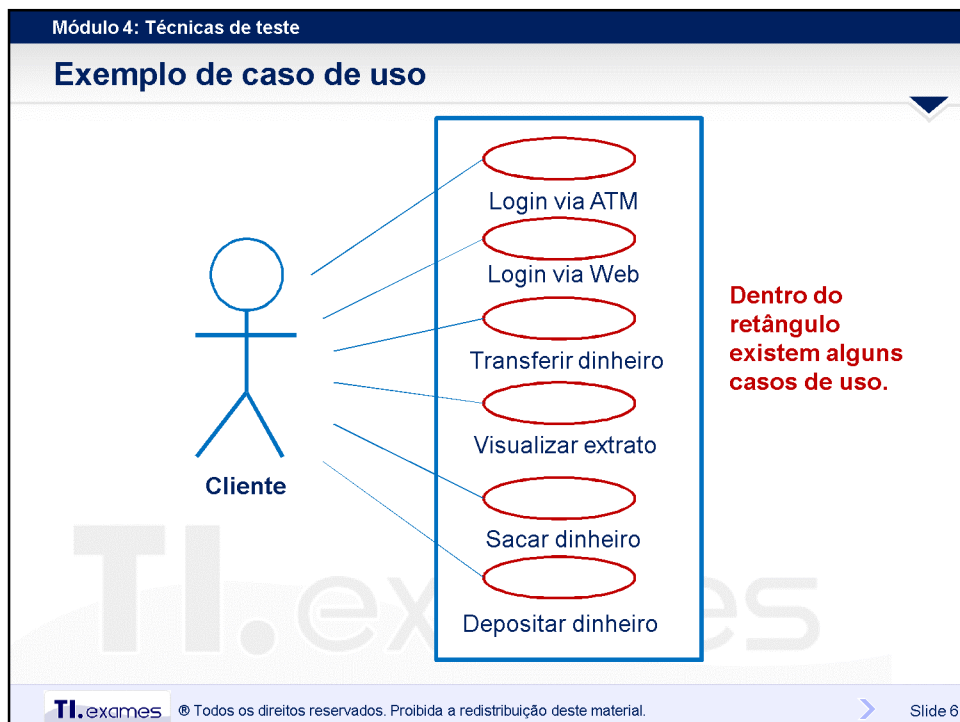 Módulo 4: Técnicas de teste
Exemplo de caso de uso
Login via ATM
Login via Web
Transferir dinheiro
Visualizar extrato
Sacar dinheiro
Depositar dinheiro
Cliente
Dentro do
retângulo
existem alguns
casos de uso.
TI.exames
TI.exames ® Todos os direitos reservados. Proibida a redistribuição deste material. Slide 6